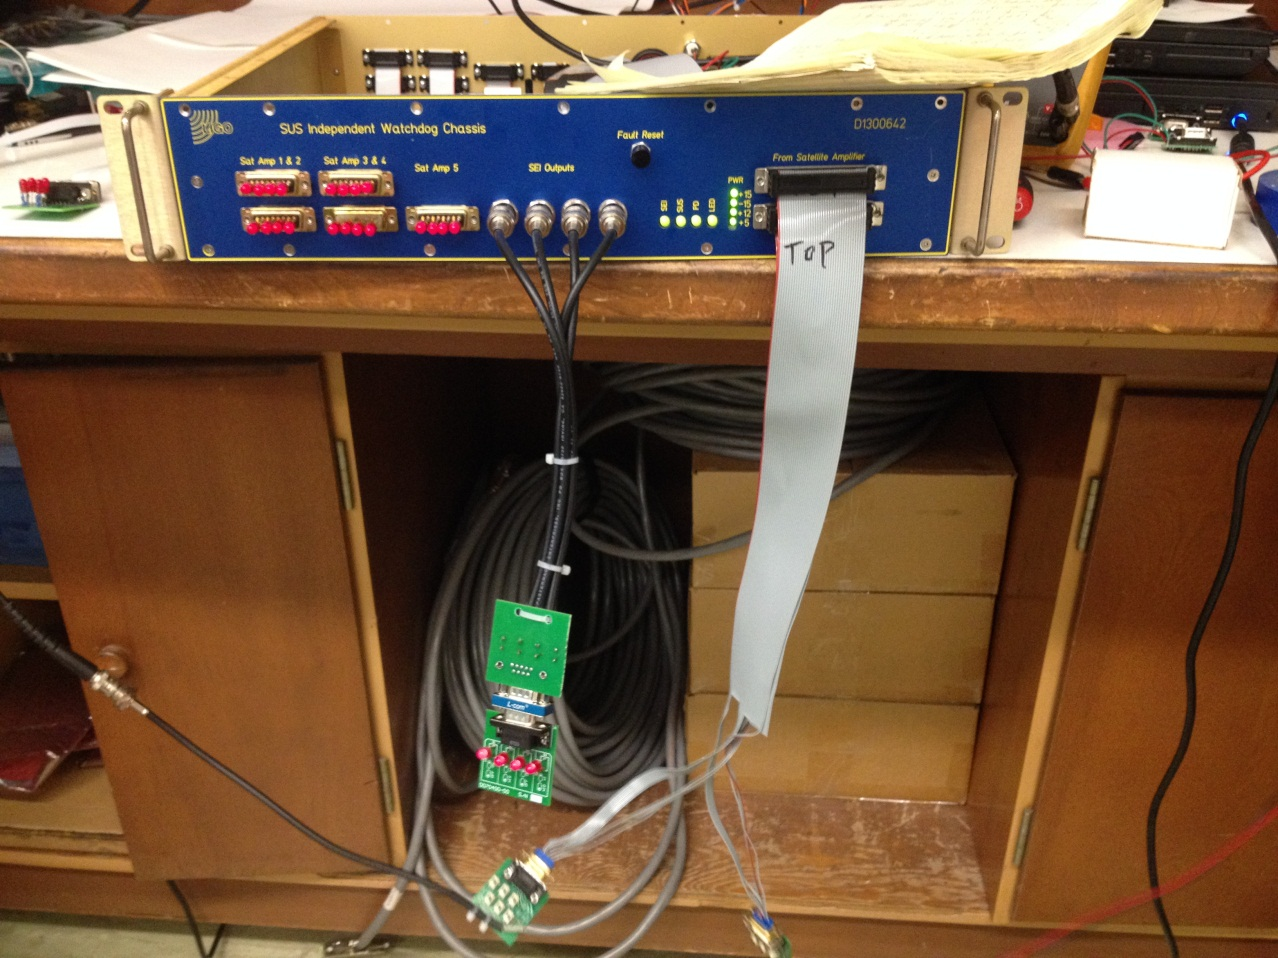 LIGO
SUS Independent Watchdog Chassis
D1300642
Fault Reset
Sat Amp 1 & 2
Sat Amp 3 & 4
Sat Amp 5
SEI Outputs
From Satellite Amplifier
PWR
+15
-15
+12
+5
SEI
SUS
PD
LED
TOP
L-com